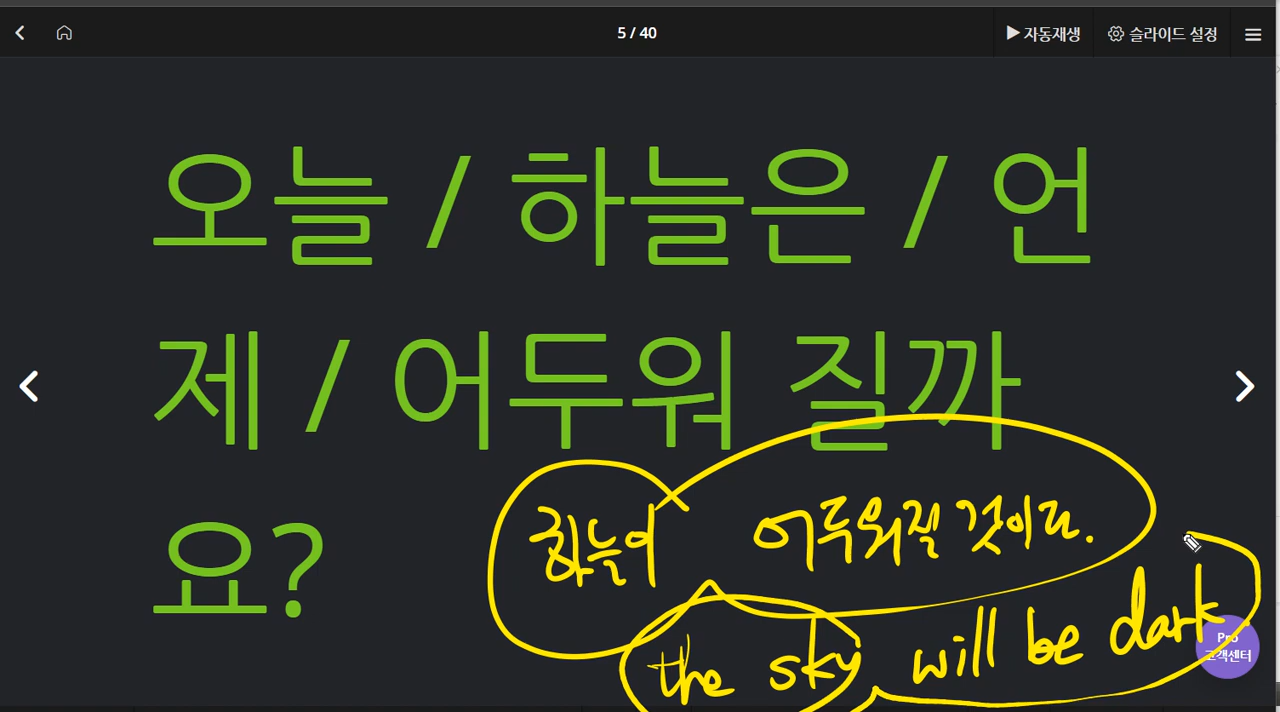 5 / 40
▶자동재생
슬라이드 설정
오늘 / 하늘은 / 언
제 / 어두워 질까
요?
하늘이 어두워질 것이다.
the sky will be dark
Pro
고객센터